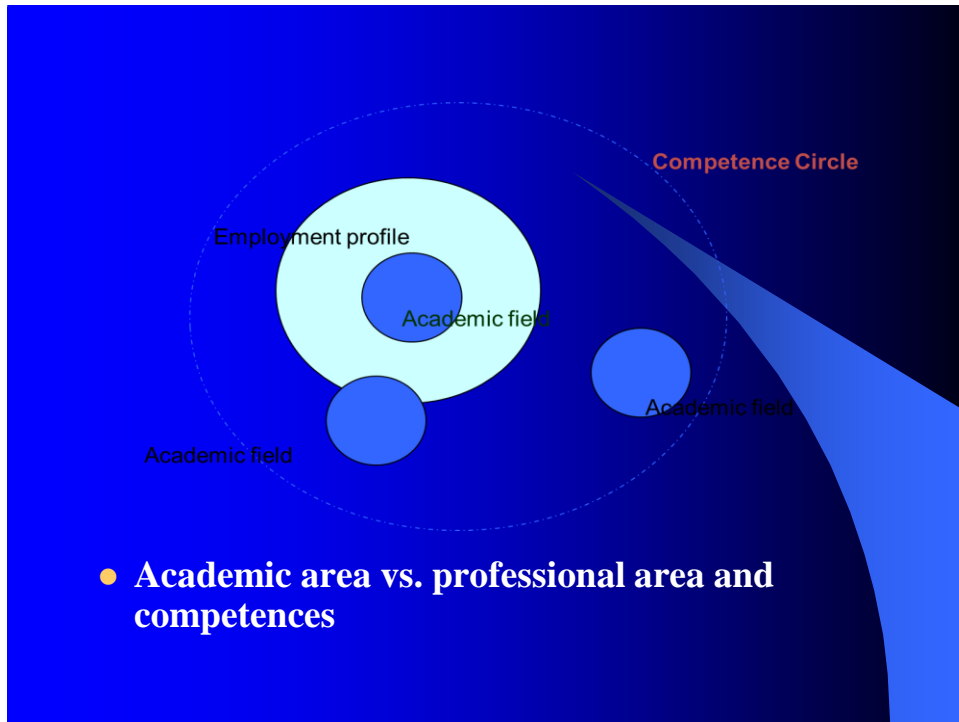 Competence Circle
Employment profile
Academic field
Academic field
Academic field
Academic area vs. professional area and
competences